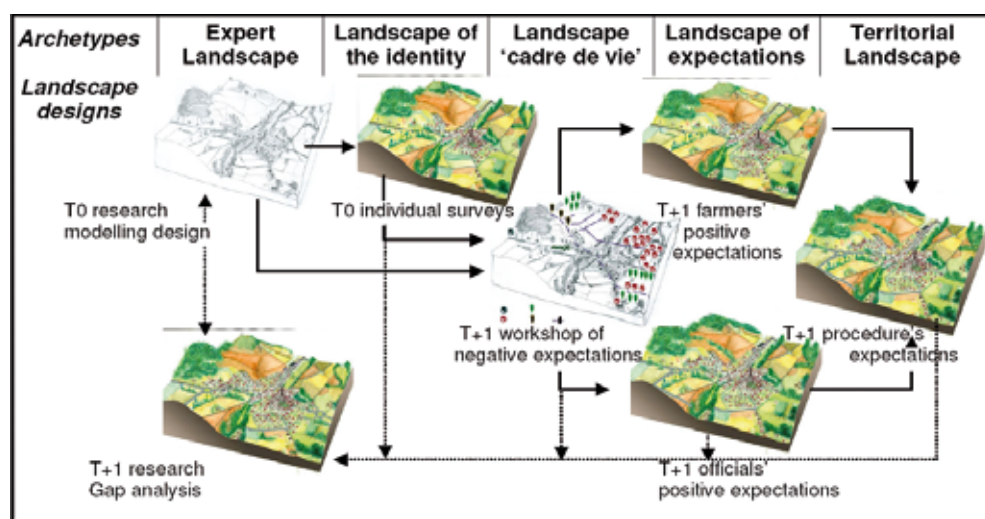 Archetypes
Expert
Landscape
Landscape of
the identity
Landscape
'cadre de vie'
Landscape of
expectations
Territorial
Landscape
Landscape
designs
T0 research
modelling design
T0 individual surveys
T+1 farmers'
positive
expectations
T+1 workshop of
negative expectations
T+1 procedure's
expectations
T+1 research
Gap analysis
T+1 officials'
positive expectations